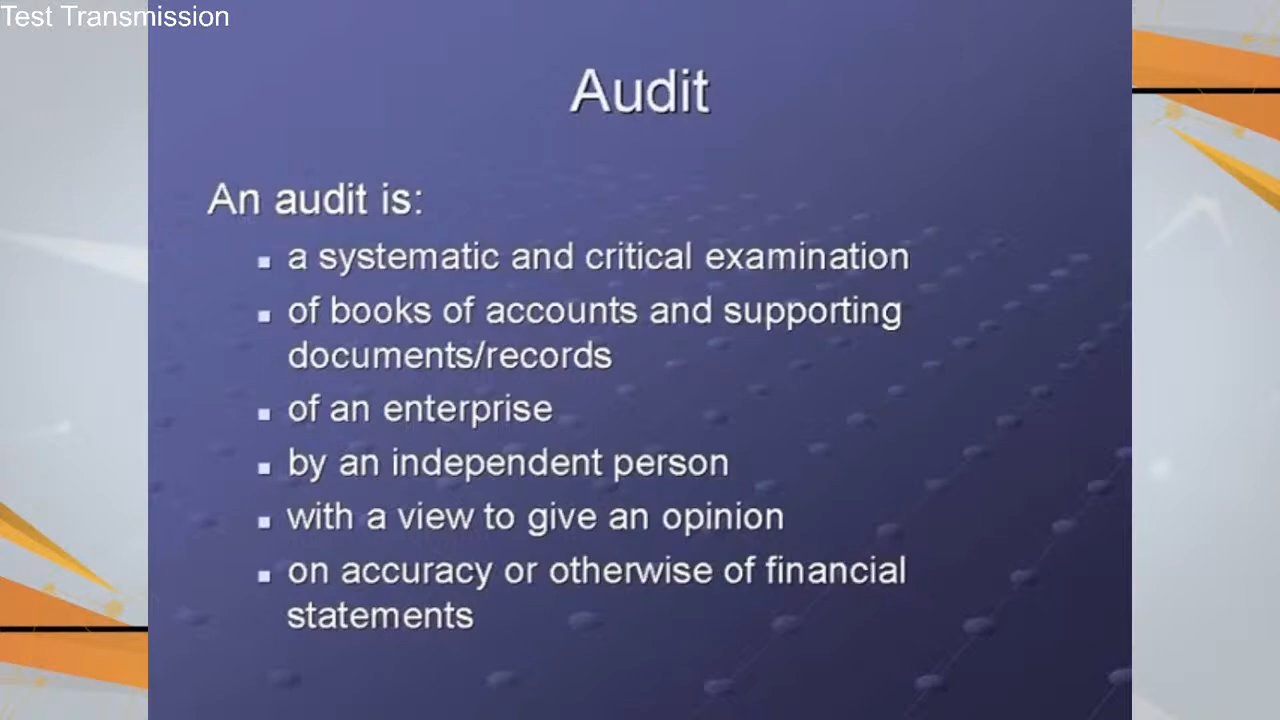 Test Transmission
Audit
An audit is:
▪ a systematic and critical examination
▪ of books of accounts and supporting
documents/records
▪ of an enterprise
▪ by an independent person
▪ with a view to give an opinion
▪ on accuracy or otherwise of financial
statements